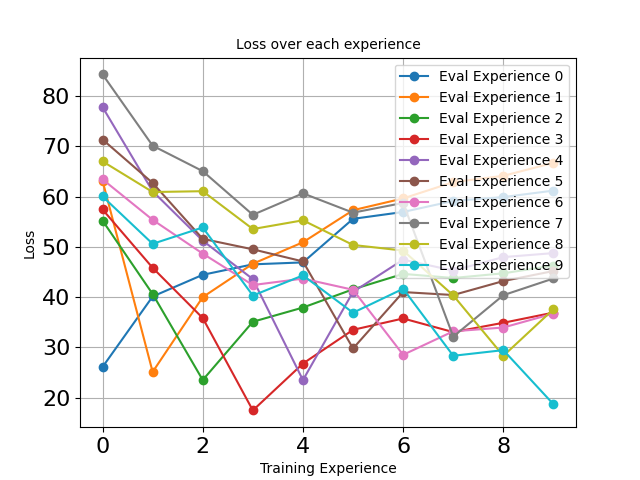 Loss over each experience
Eval Experience 0
Eval Experience 1
Eval Experience 2
Eval Experience 3
Eval Experience 4
Eval Experience 5
Eval Experience 6
Eval Experience 7
Eval Experience 8
Eval Experience 9
80
70
60
50
40
30
20
Loss
0 2 4 6 8
Training Experience